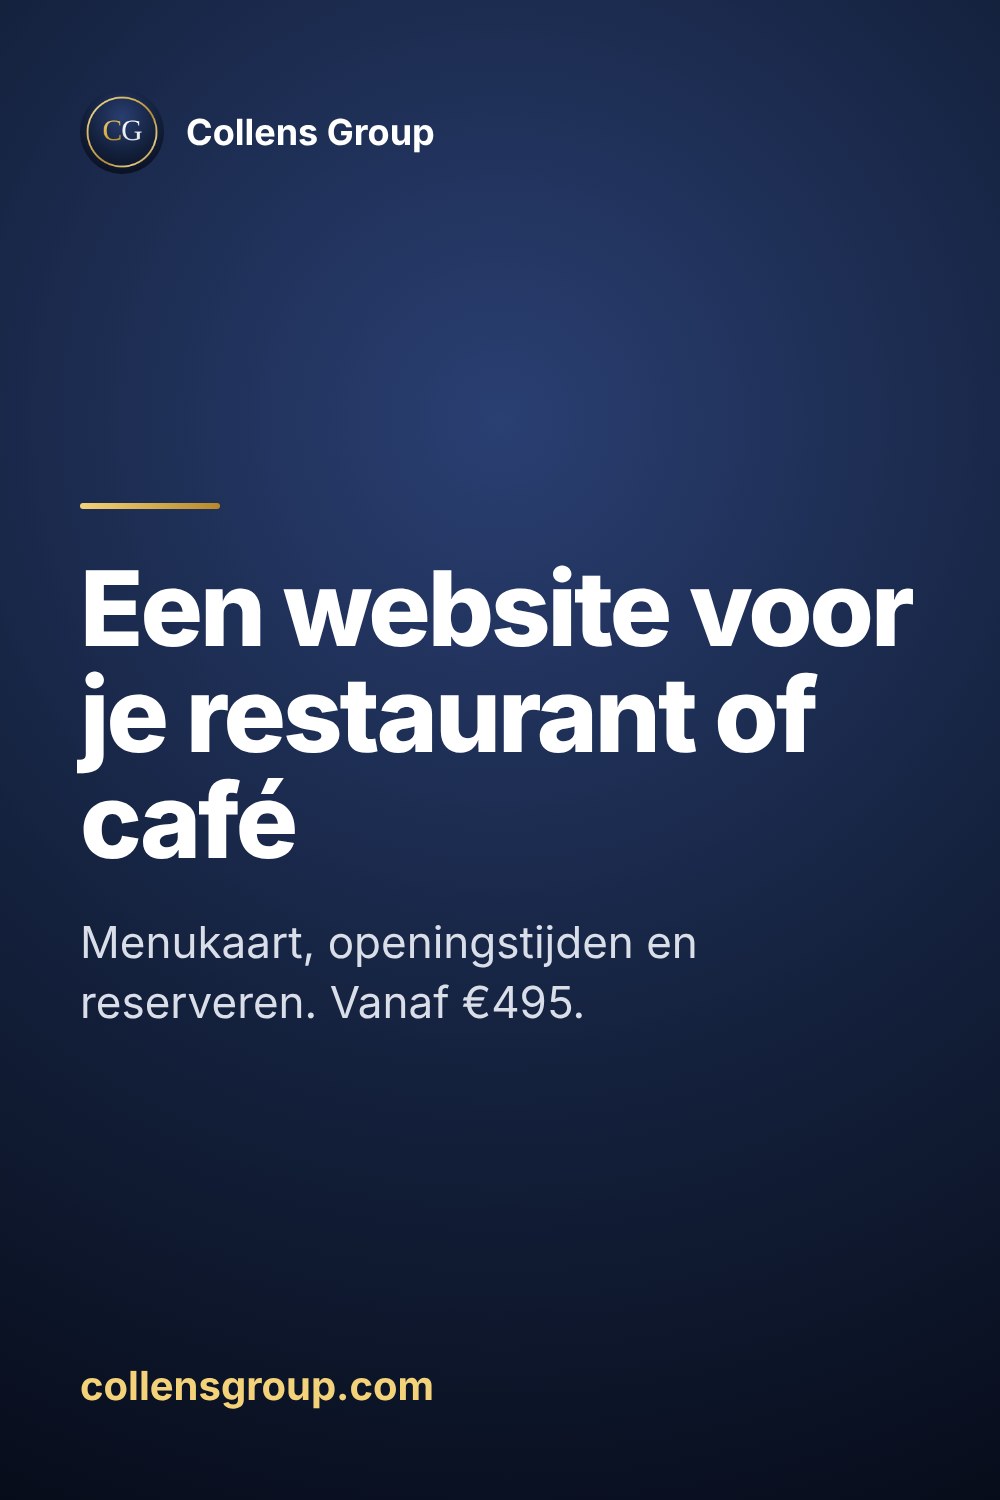 CG
Collens Group
Een website voor
je restaurant of
café
Menukaart, openingstijden en
reserveren. Vanaf €495.
collensgroup.com